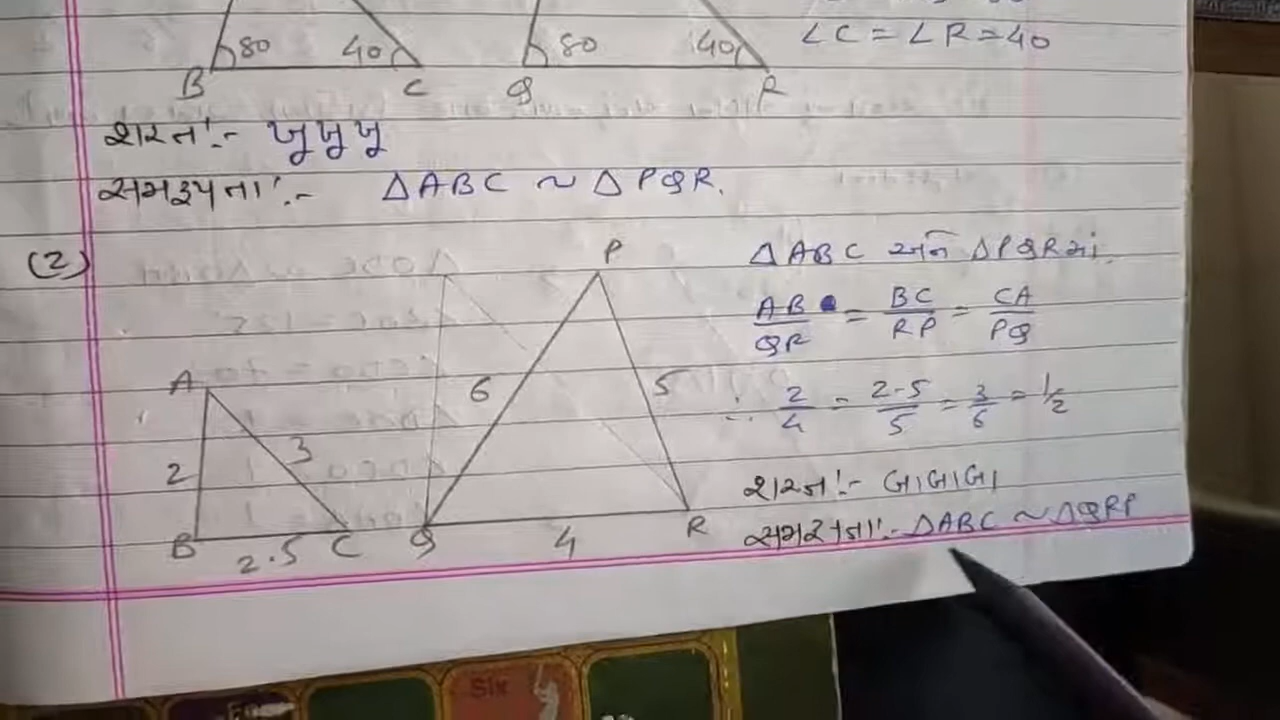 80 40 80 40 ∠C = ∠R = 40
B C Q R
શરત :- ખૂખૂખૂ
સમરૂપતા :- ΔABC ~ ΔPQR.
(2) P ΔABC અને ΔPQRમાં.
AB/QR = BC/RP = CA/PQ
A 6 5
∴ 2/4 = 2.5/5 = 3/6 = 1/2
2 3
શરત :- બાબાબા
B 2.5 C Q 4 R સમરૂપતા :- ΔABC ~ ΔQRP
Six